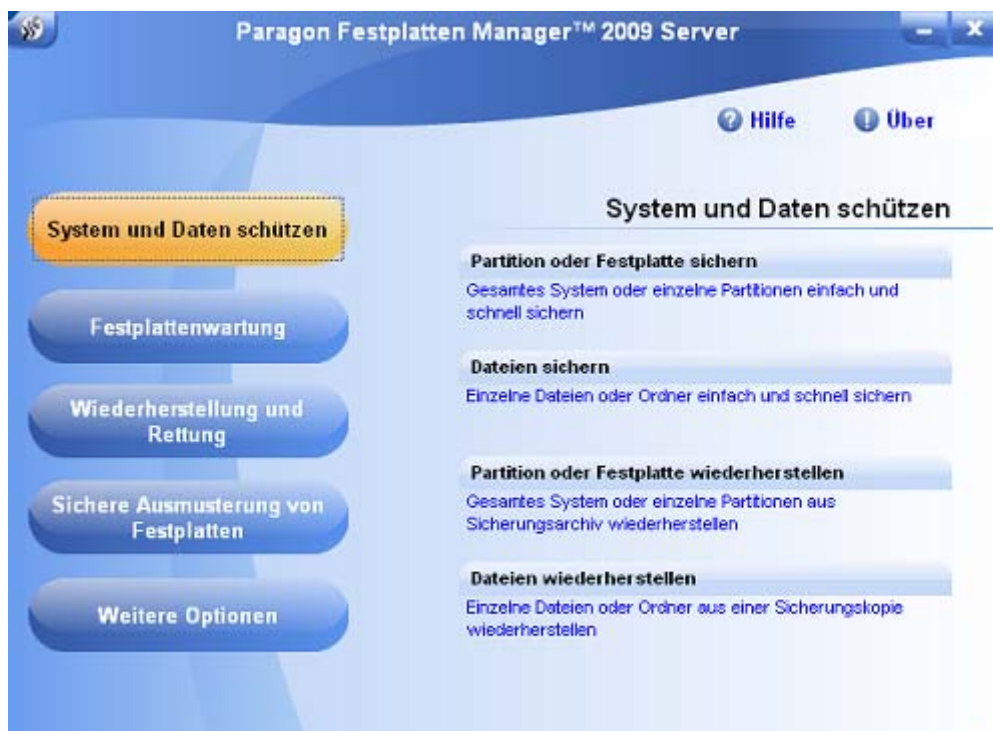 Paragon Festplatten Manager™ 2009 Server
Hilfe
Über
System und Daten schützen
Festplattenwartung
Wiederherstellung und
Rettung
Sichere Ausmusterung von
Festplatten
Weitere Optionen
System und Daten schützen
Partition oder Festplatte sichern
Gesamtes System oder einzelne Partitionen einfach und
schnell sichern
Dateien sichern
Einzelne Dateien oder Ordner einfach und schnell sichern
Partition oder Festplatte wiederherstellen
Gesamtes System oder einzelne Partitionen aus
Sicherungsarchiv wiederherstellen
Dateien wiederherstellen
Einzelne Dateien oder Ordner aus einer Sicherungskopie
wiederherstellen